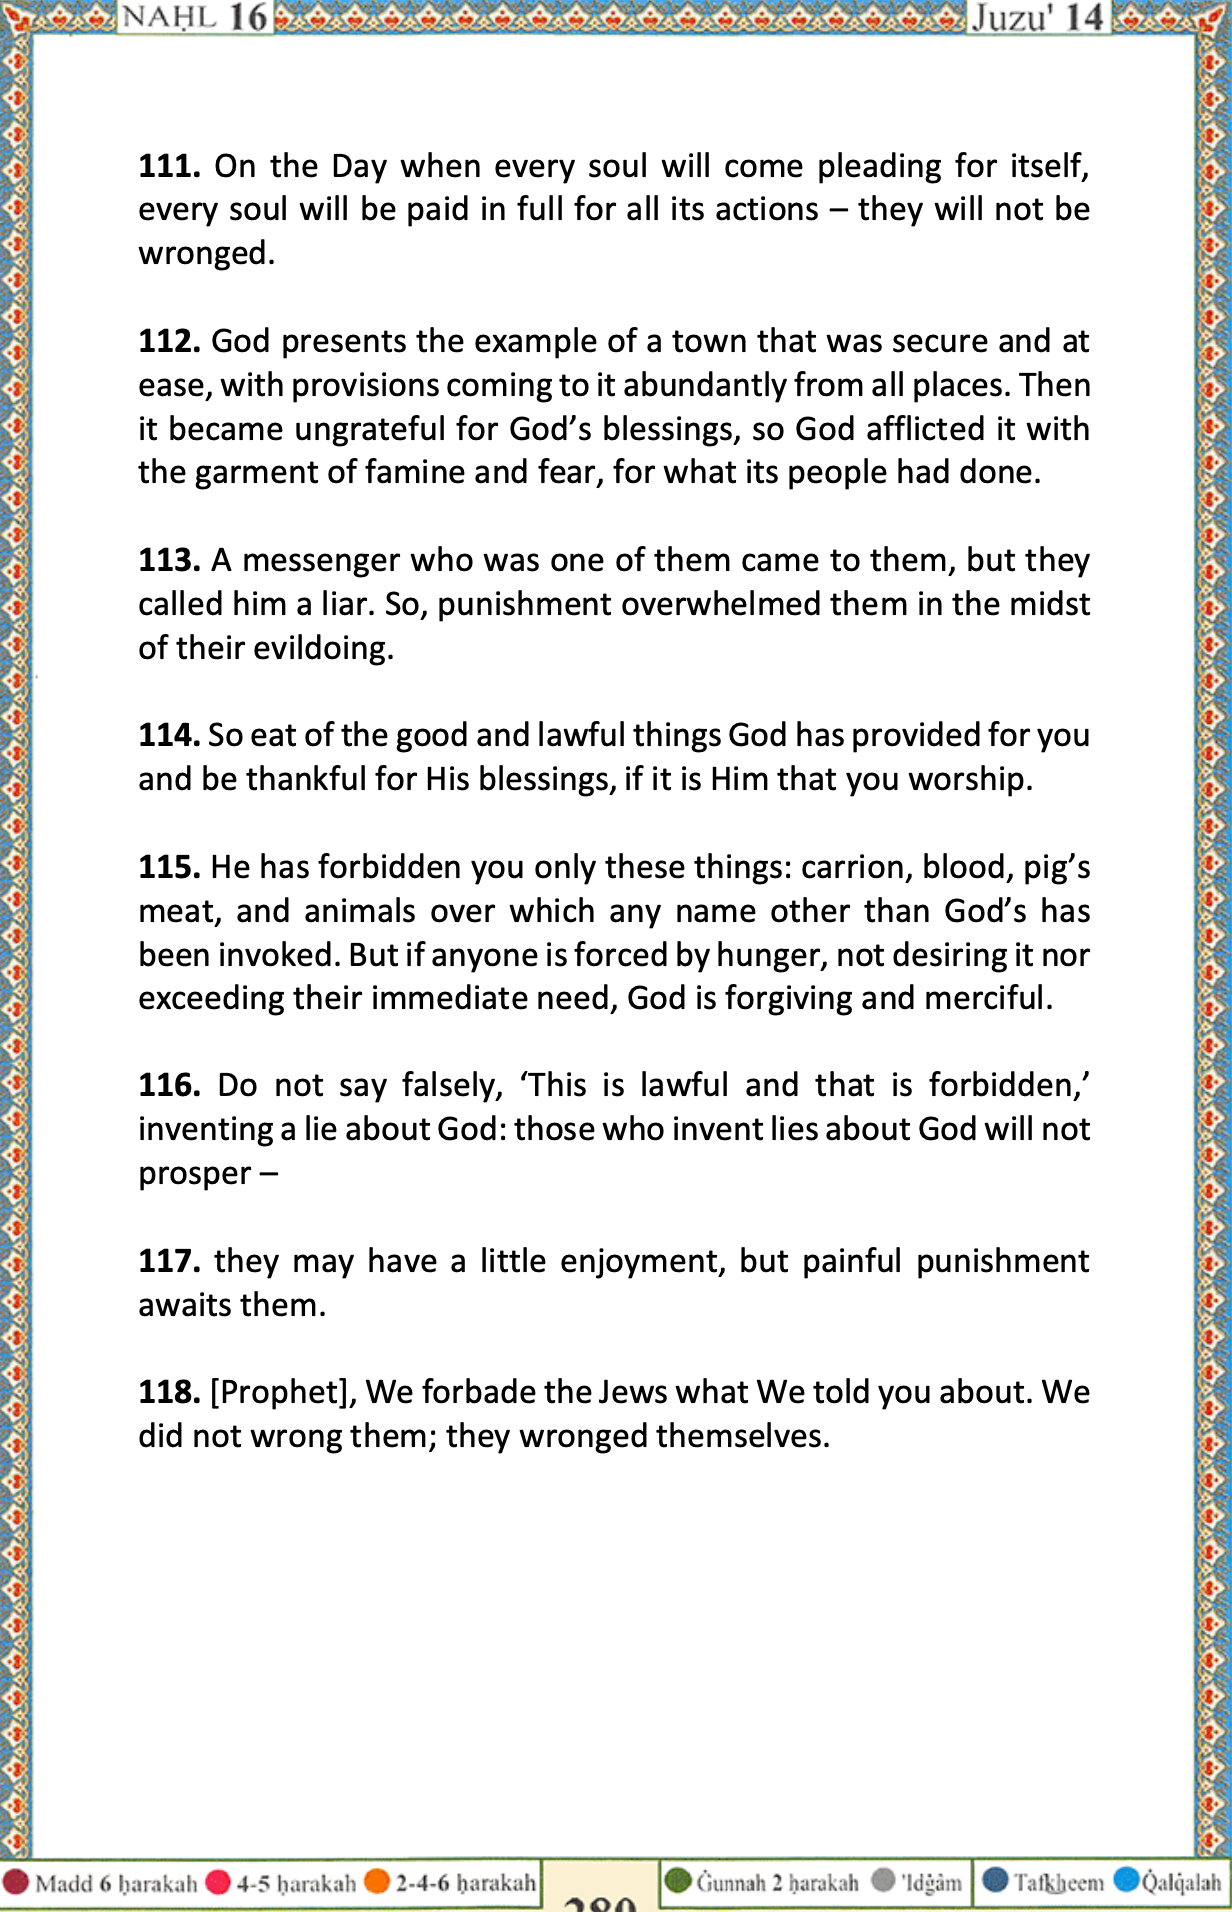 NAḤL 16
Juzu' 14
111. On the Day when every soul will come pleading for itself,
every soul will be paid in full for all its actions – they will not be
wronged.
112. God presents the example of a town that was secure and at
ease, with provisions coming to it abundantly from all places. Then
it became ungrateful for God’s blessings, so God afflicted it with
the garment of famine and fear, for what its people had done.
113. A messenger who was one of them came to them, but they
called him a liar. So, punishment overwhelmed them in the midst
of their evildoing.
114. So eat of the good and lawful things God has provided for you
and be thankful for His blessings, if it is Him that you worship.
115. He has forbidden you only these things: carrion, blood, pig’s
meat, and animals over which any name other than God’s has
been invoked. But if anyone is forced by hunger, not desiring it nor
exceeding their immediate need, God is forgiving and merciful.
116. Do not say falsely, ‘This is lawful and that is forbidden,’
inventing a lie about God: those who invent lies about God will not
prosper –
117. they may have a little enjoyment, but painful punishment
awaits them.
118. [Prophet], We forbade the Jews what We told you about. We
did not wrong them; they wronged themselves.
Madd 6 ḥarakah 4-5 ḥarakah 2-4-6 ḥarakah
280
Ġunnah 2 ḥarakah 'Idġâm Tafkheem Q̇alq̇alah